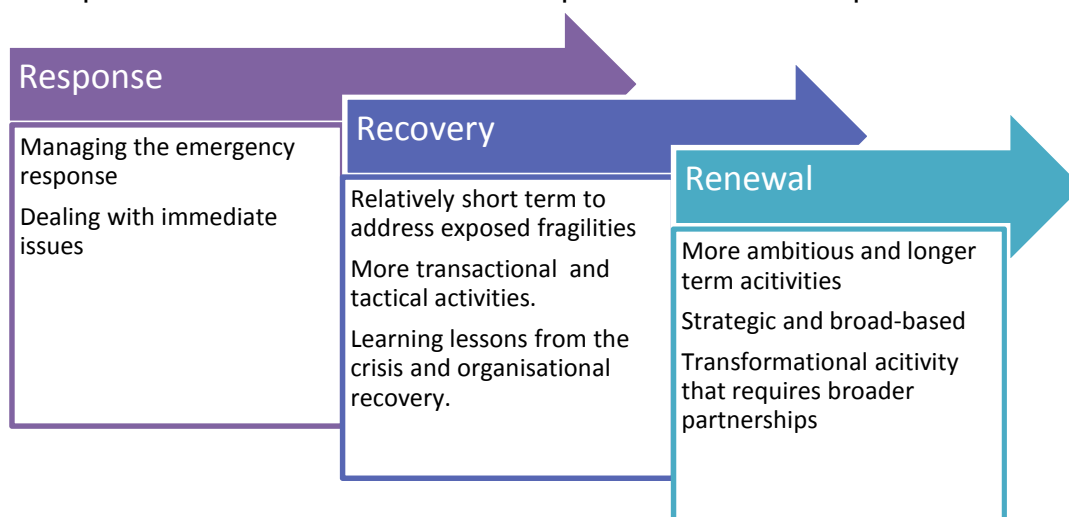 Response
Managing the emergency
response
Dealing with immediate
issues
Recovery
Relatively short term to
address exposed fragilities
More transactional  and
tactical activities.
Learning lessons from the
crisis and organisational
recovery.
Renewal
More ambitious and longer
term acitivities
Strategic and broad-based
Transformational acitivity
that requires broader
partnerships